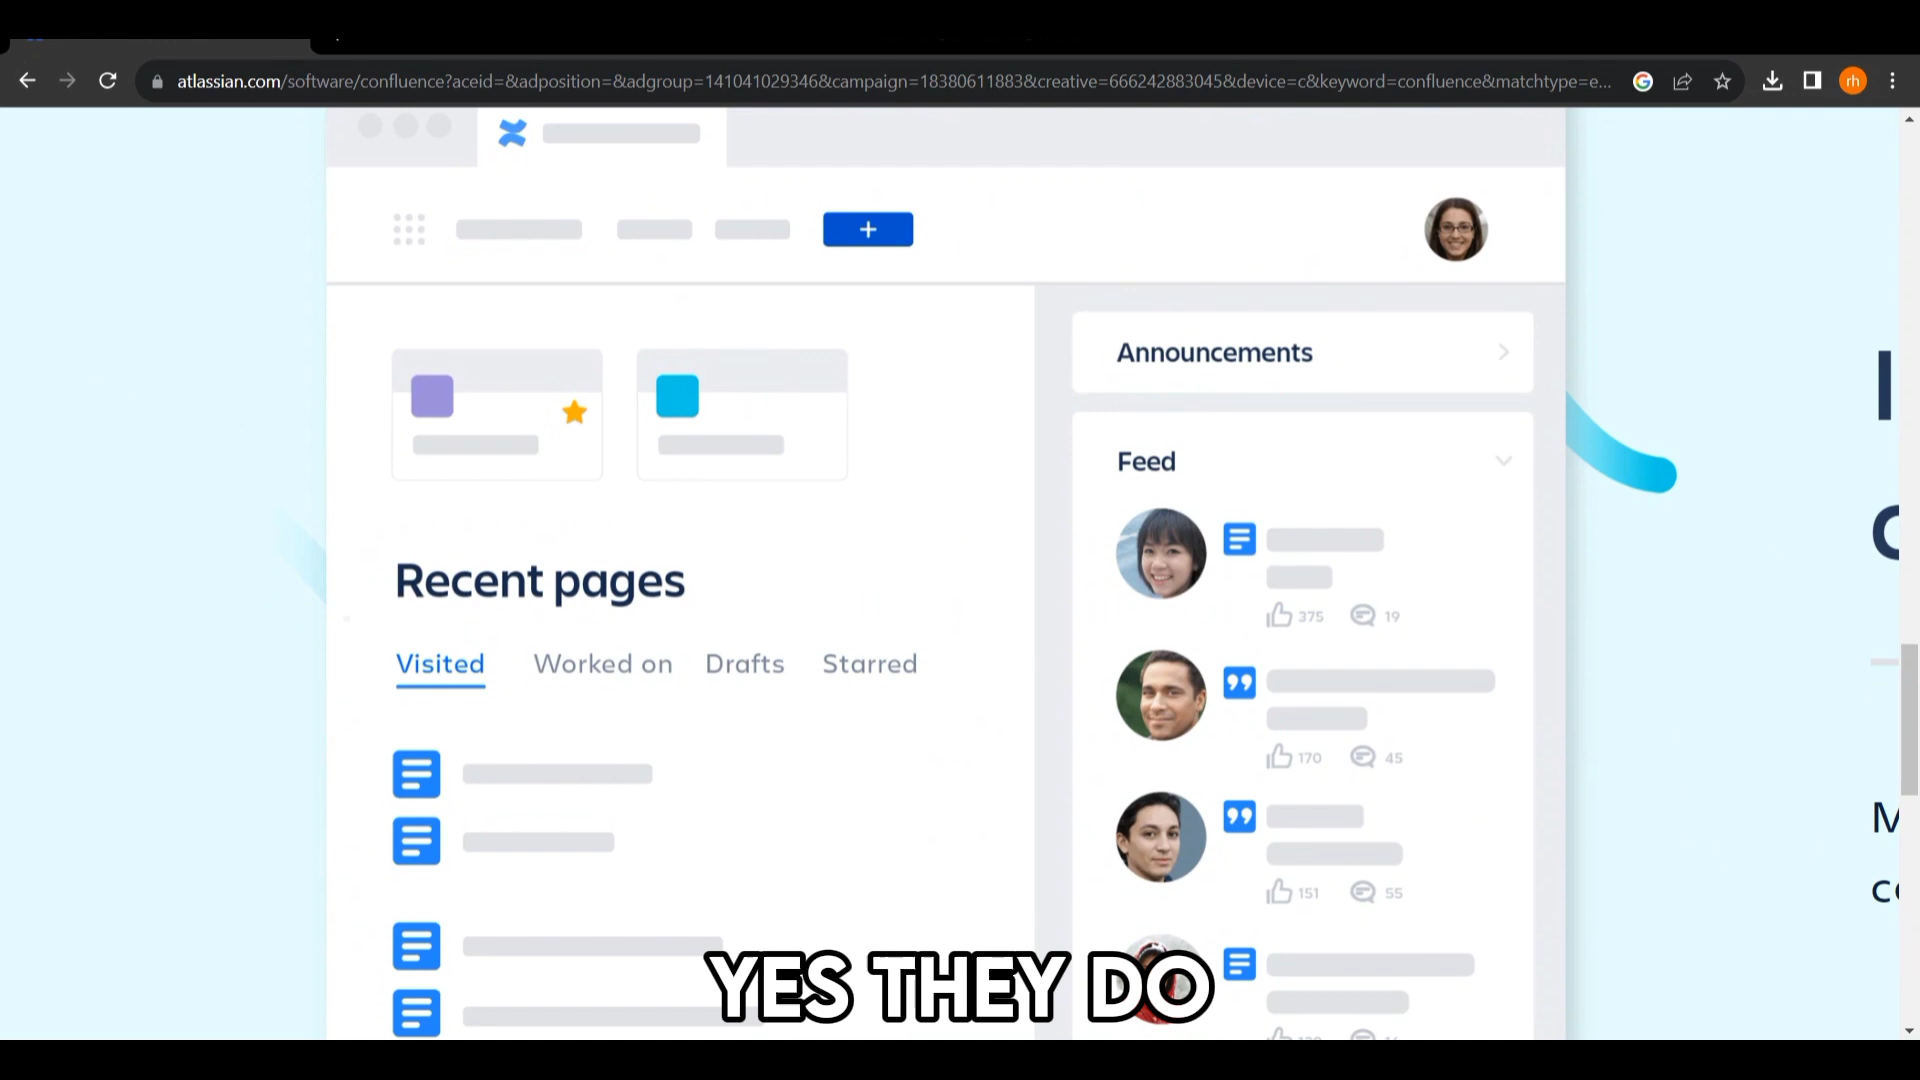 atlassian.com/software/confluence?aceid=&adposition=&adgroup=141041029346&campaign=18380611883&creative=666242883045&device=c&keyword=confluence&matchtype=e...
rh
Announcements
Feed
375 19
Recent pages
Visited Worked on Drafts Starred
170 45
151 55
YES THEY DO